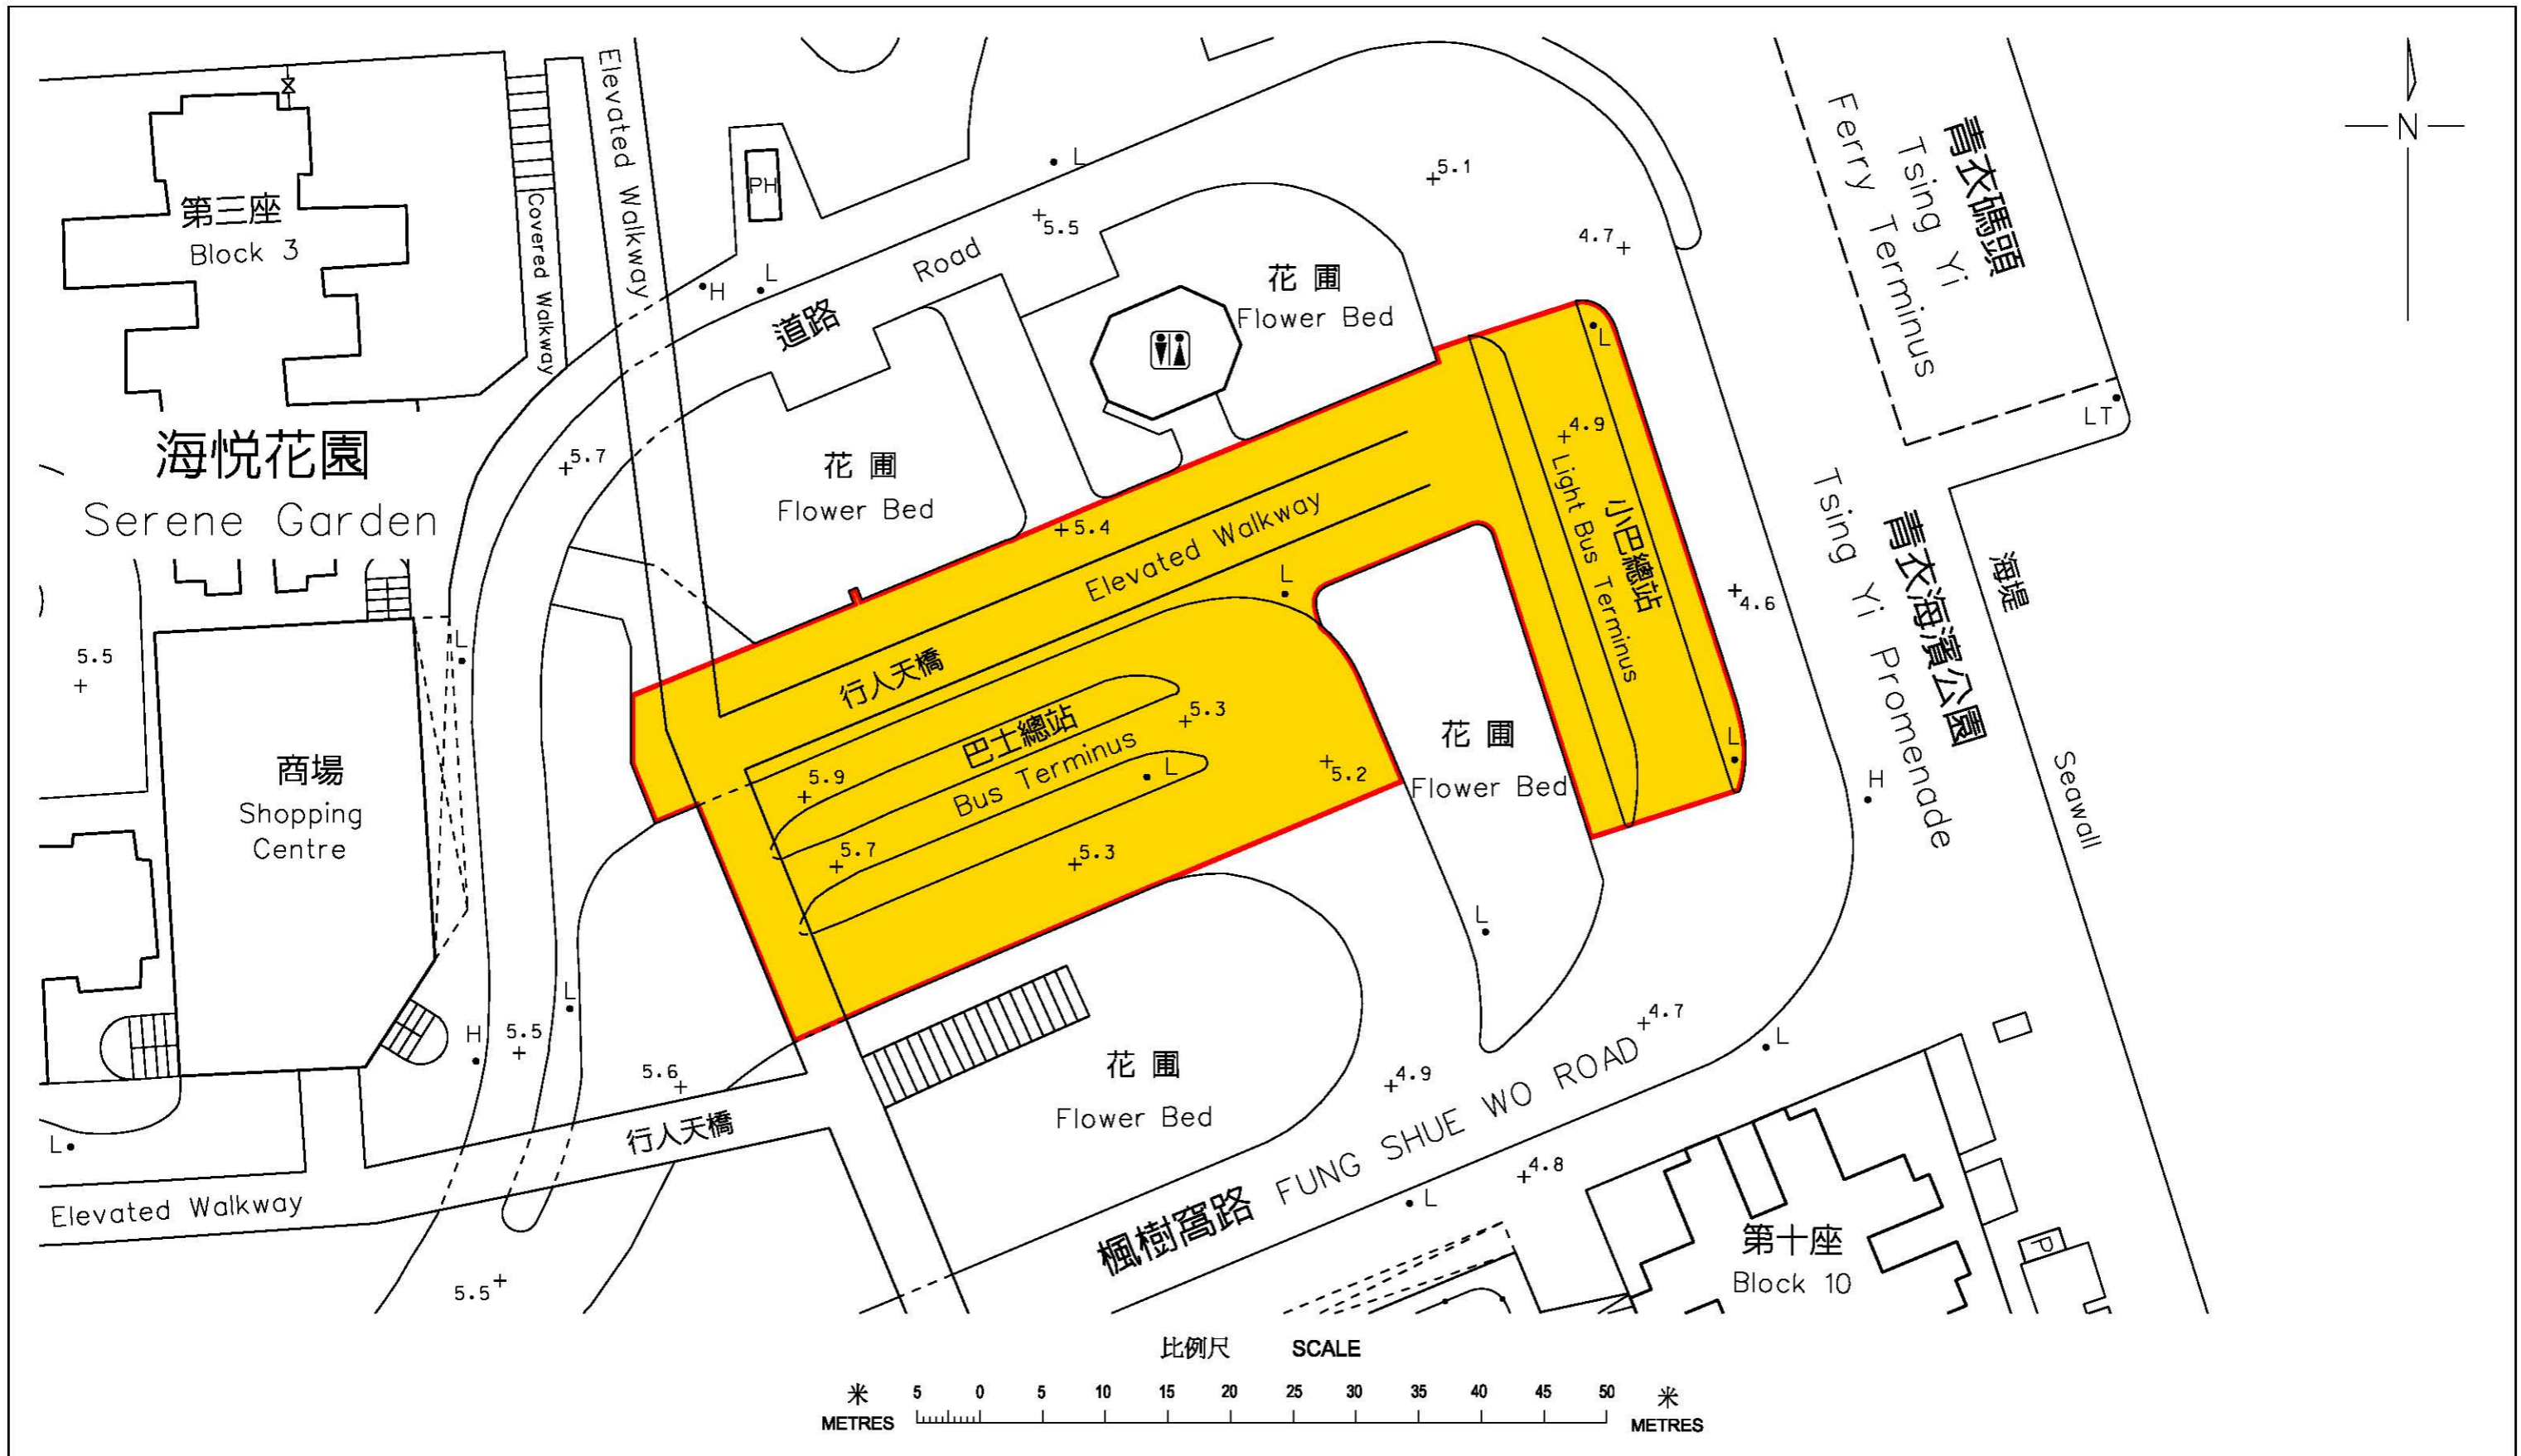 N
Elevated Walkway
Covered Walkway
第三座
Block 3
PH
L
H
L
5.5
Road
道路
5.1
4.7
花圃
Flower Bed
青衣碼頭
Tsing Yi
Ferry Terminus
LT
海悦花園
Serene Garden
5.7
花圃
Flower Bed
L
4.9
小巴總站
Light Bus Terminus
5.4
Elevated Walkway
行人天橋
L
4.6
青衣海濱公園
Tsing Yi Promenade
海堤
Seawall
5.5
L
商場
Shopping
Centre
巴士總站
Bus Terminus
5.9
5.3
5.2
L
5.7
5.3
花圃
Flower Bed
L
H
L
L
H
5.5
5.6
行人天橋
L
Elevated Walkway
5.5
花圃
Flower Bed
4.9
4.7
L
楓樹窩路 FUNG SHUE WO ROAD
4.8
L
第十座
Block 10
P
比例尺 SCALE
米 5 0 5 10 15 20 25 30 35 40 45 50 米
METRES METRES